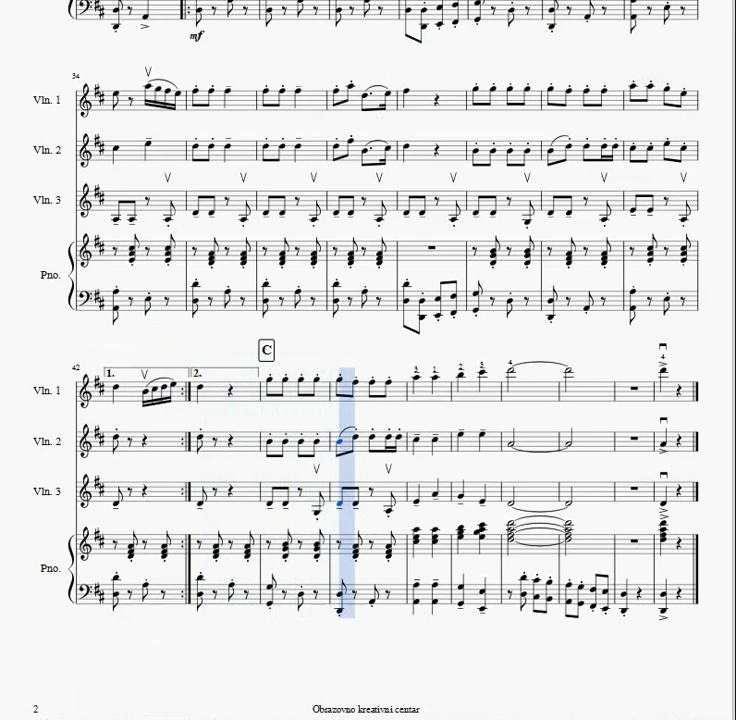 mf
34
Vln. 1
Vln. 2
Vln. 3
Pno.
C
42
1.
2.
Vln. 1
Vln. 2
Vln. 3
Pno.
2 Obrazovno kreativni centar